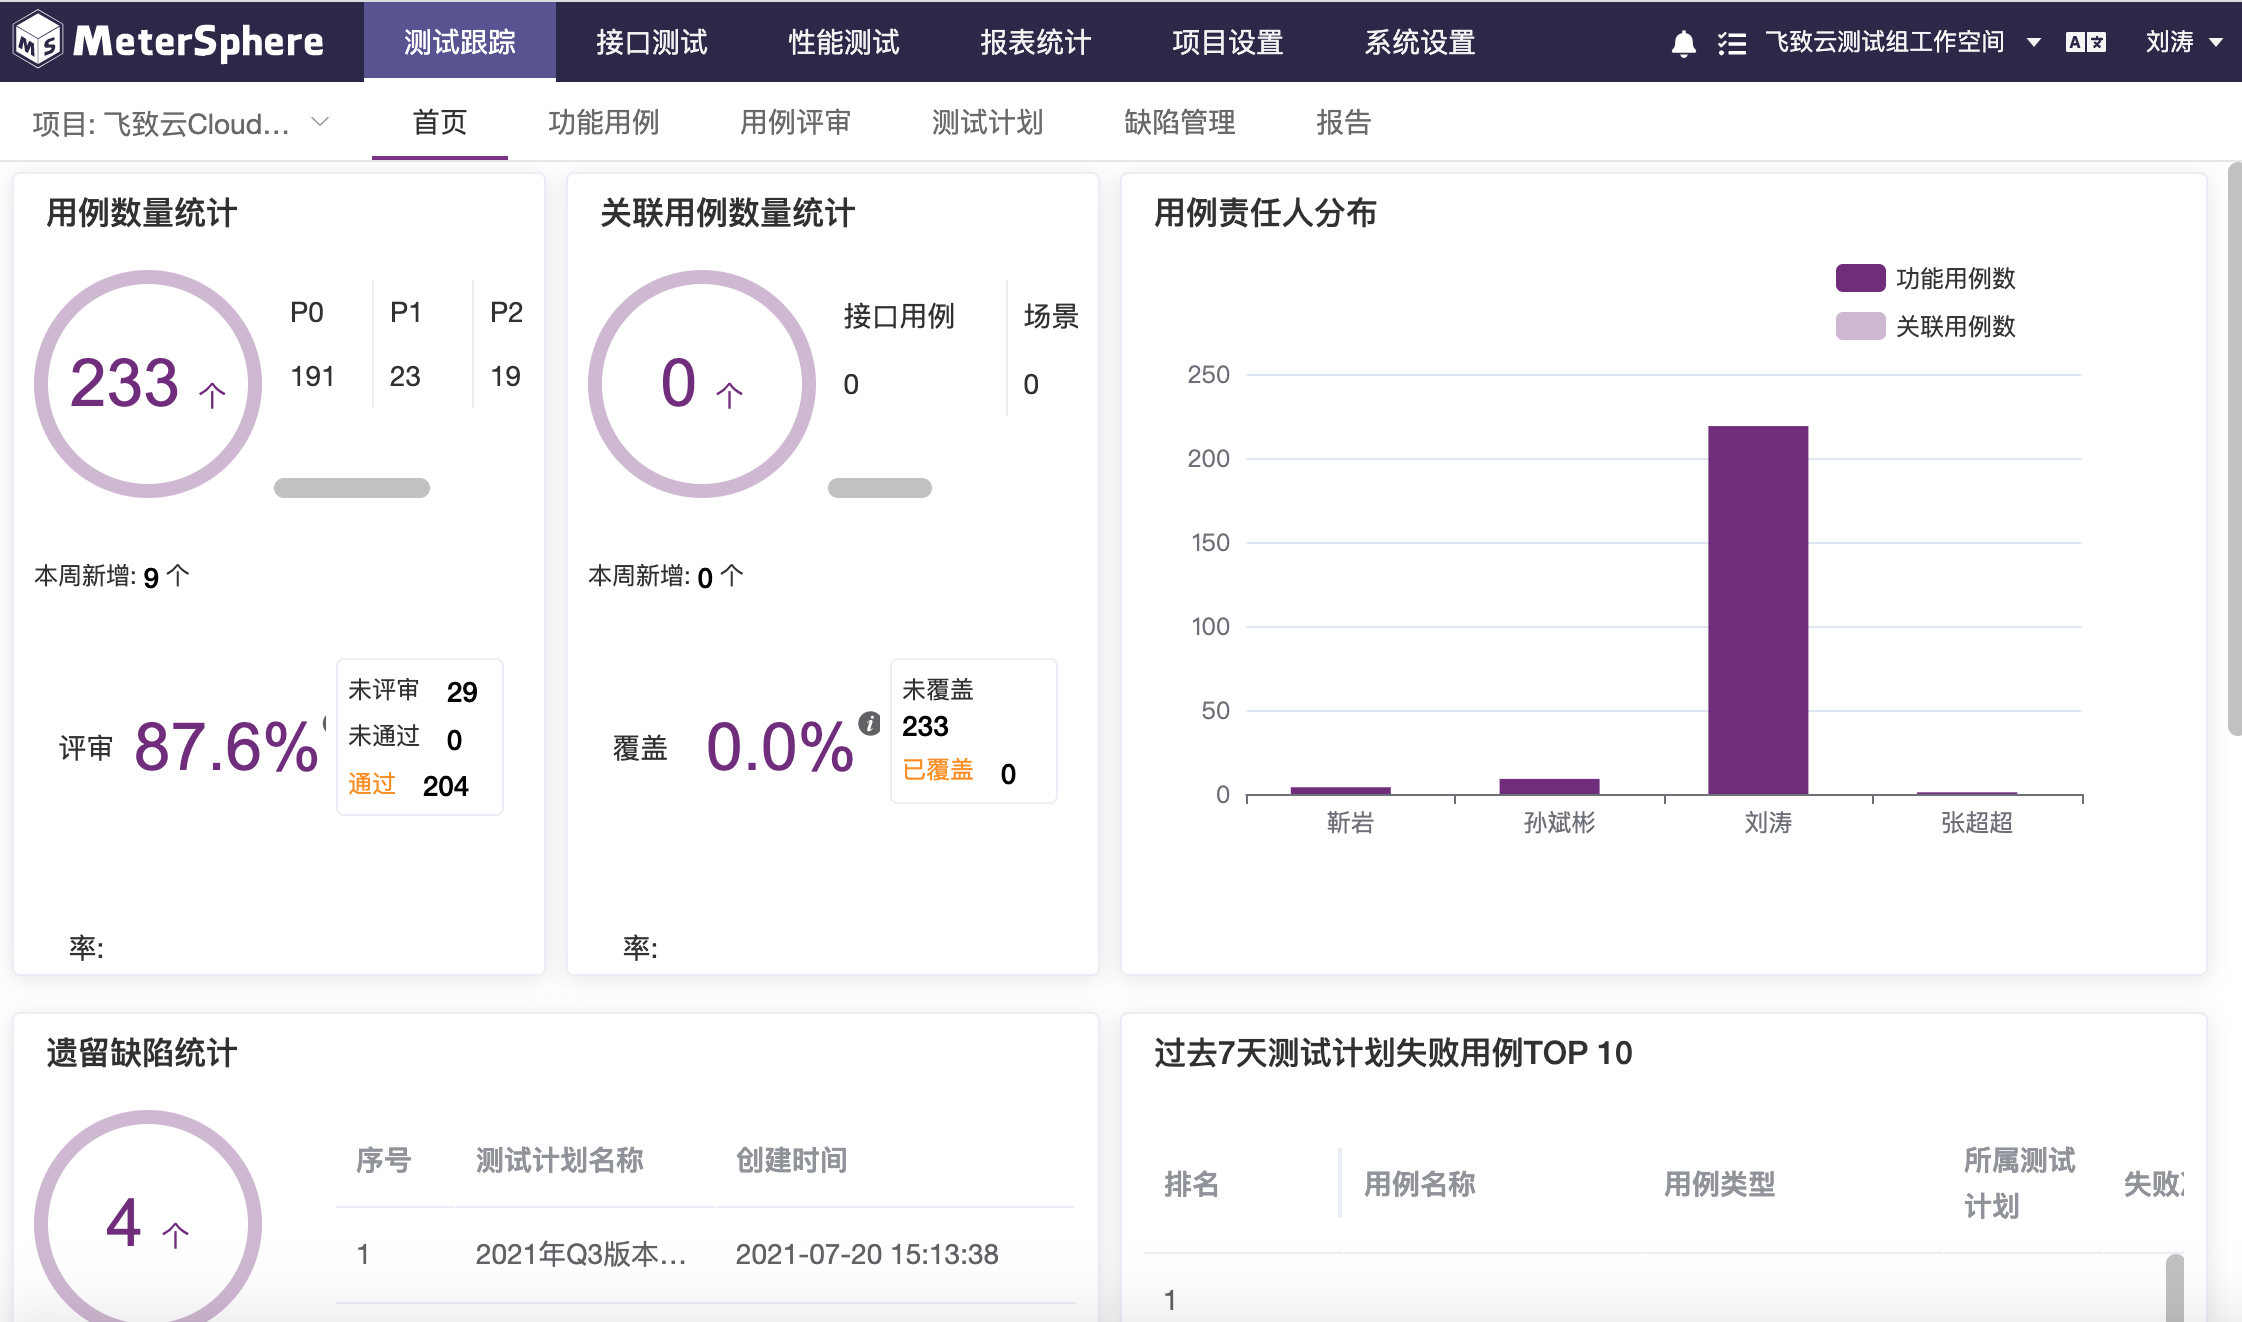 MeterSphere
测试跟踪
接口测试
性能测试
报表统计
项目设置
系统设置
飞致云测试组工作空间
刘涛
项目: 飞致云Cloud...
首页
功能用例
用例评审
测试计划
缺陷管理
报告
用例数量统计
233 个
P0 P1 P2
191 23 19
本周新增: 9 个
评审 87.6%
未评审 29
未通过 0
通过 204
率:
关联用例数量统计
0 个
接口用例 场景
0 0
本周新增: 0 个
覆盖 0.0%
未覆盖
233
已覆盖 0
率:
用例责任人分布
功能用例数
关联用例数
250
200
150
100
50
0
靳岩 孙斌彬 刘涛 张超超
遗留缺陷统计
4 个
序号 测试计划名称 创建时间
1 2021年Q3版本... 2021-07-20 15:13:38
过去7天测试计划失败用例TOP 10
排名 用例名称 用例类型 所属测试
计划 失败
1